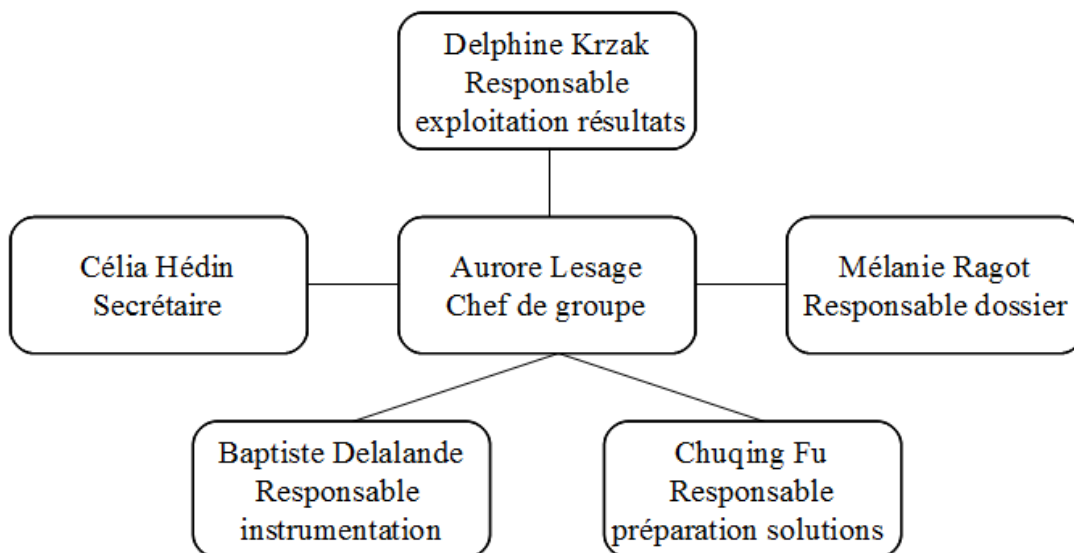 Delphine Krzak
Responsable
exploitation résultats
Célia Hédin
Secrétaire
Aurore Lesage
Chef de groupe
Mélanie Ragot
Responsable dossier
Baptiste Delalande
Responsable
instrumentation
Chuqing Fu
Responsable
préparation solutions